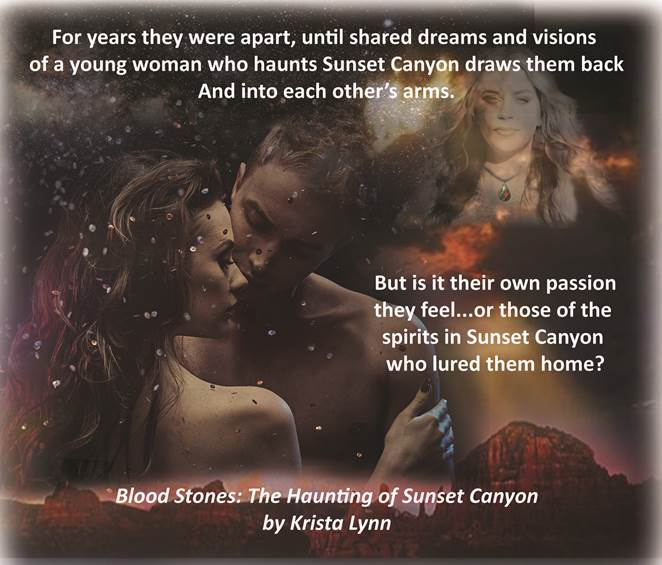 For years they were apart, until shared dreams and visions
of a young woman who haunts Sunset Canyon draws them back
And into each other’s arms.
But is it their own passion
they feel...or those of the
spirits in Sunset Canyon
who lured them home?
Blood Stones: The Haunting of Sunset Canyon
by Krista Lynn